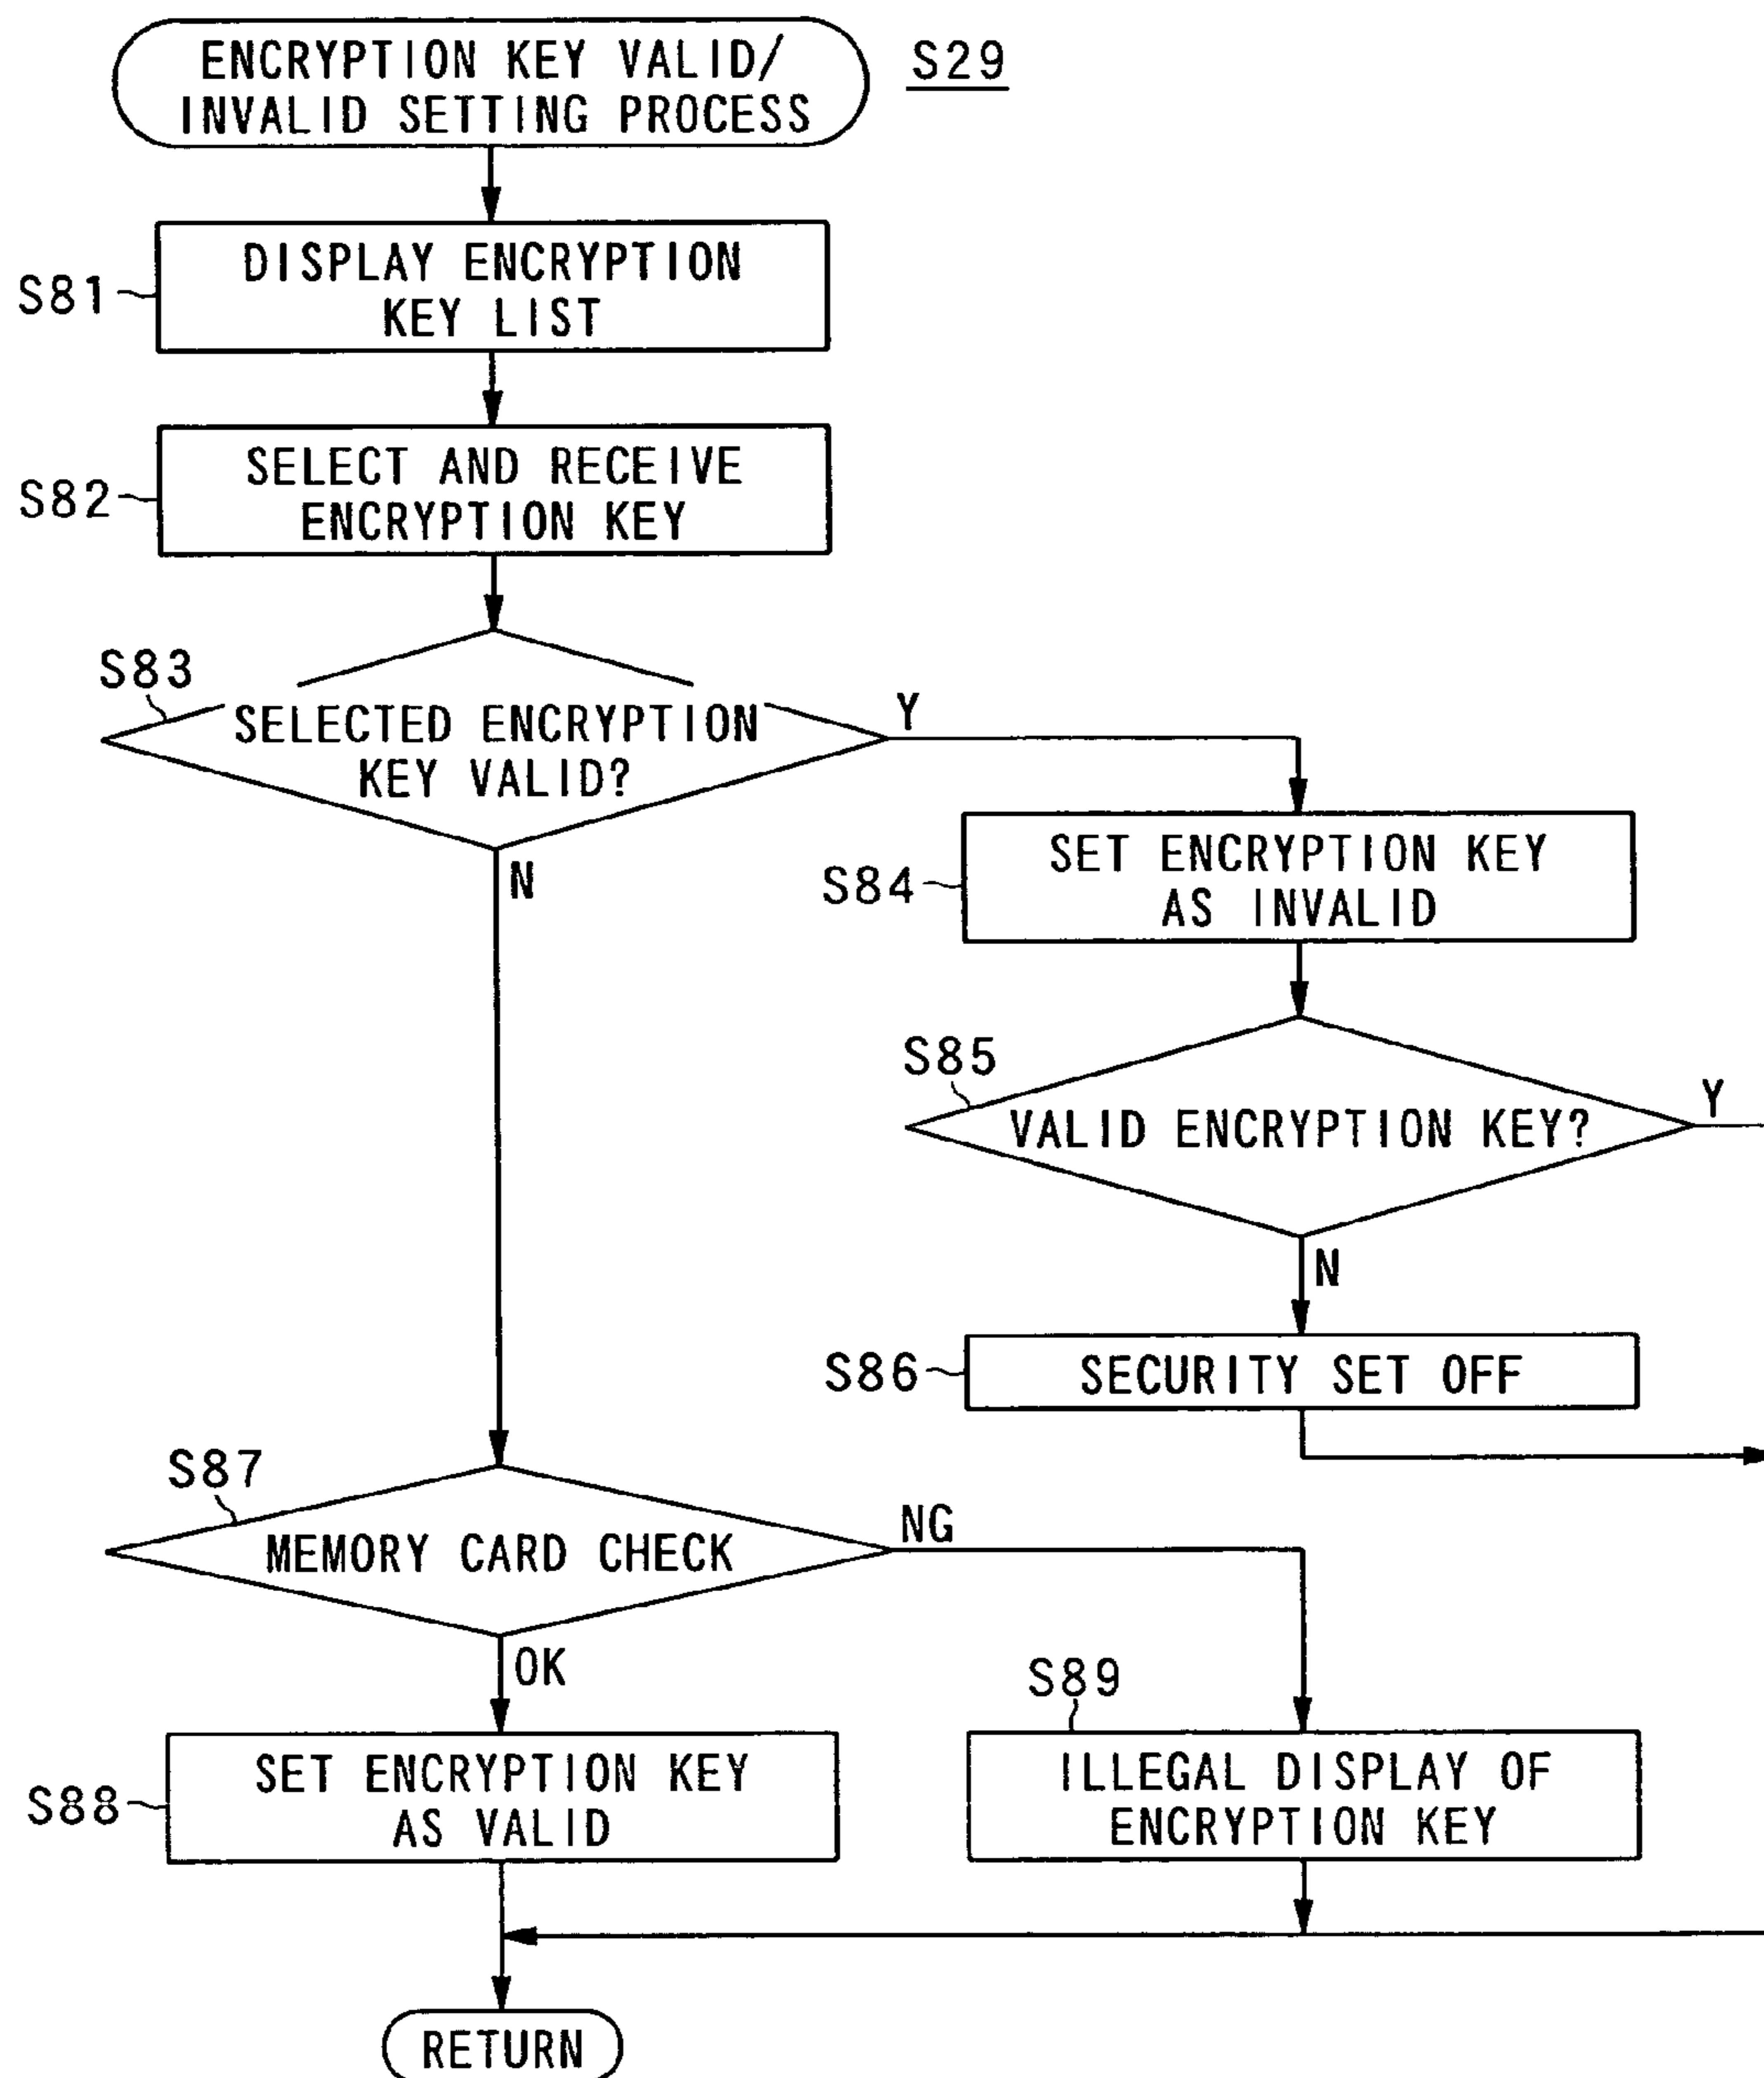 ENCRYPTION KEY VALID/
INVALID SETTING PROCESS
S29
S81
DISPLAY ENCRYPTION
KEY LIST
S82
SELECT AND RECEIVE
ENCRYPTION KEY
S83
SELECTED ENCRYPTION
KEY VALID?
Y
N
S84
SET ENCRYPTION KEY
AS INVALID
S85
VALID ENCRYPTION KEY?
Y
N
S86
SECURITY SET OFF
S87
MEMORY CARD CHECK
NG
OK
S88
SET ENCRYPTION KEY
AS VALID
S89
ILLEGAL DISPLAY OF
ENCRYPTION KEY
RETURN